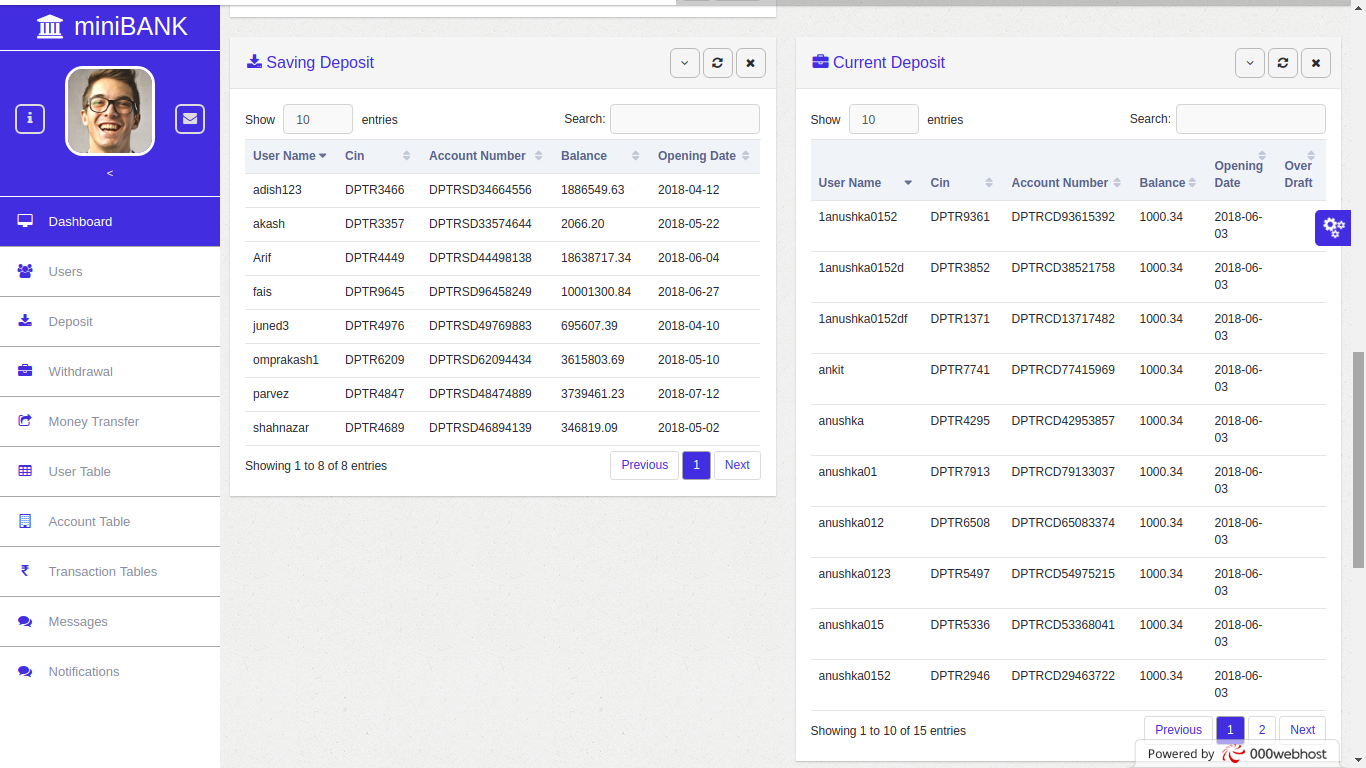 miniBANK
<
Dashboard
Users
Deposit
Withdrawal
Money Transfer
User Table
Account Table
Transaction Tables
Messages
Notifications
Saving Deposit
Show 10 entries Search:
User Name Cin Account Number Balance Opening Date
adish123 DPTR3466 DPTRSD34664556 1886549.63 2018-04-12
akash DPTR3357 DPTRSD33574644 2066.20 2018-05-22
Arif DPTR4449 DPTRSD44498138 18638717.34 2018-06-04
fais DPTR9645 DPTRSD96458249 10001300.84 2018-06-27
juned3 DPTR4976 DPTRSD49769883 695607.39 2018-04-10
omprakash1 DPTR6209 DPTRSD62094434 3615803.69 2018-05-10
parvez DPTR4847 DPTRSD48474889 3739461.23 2018-07-12
shahnazar DPTR4689 DPTRSD46894139 346819.09 2018-05-02
Showing 1 to 8 of 8 entries Previous 1 Next
Current Deposit
Show 10 entries Search:
Opening Over
User Name Cin Account Number Balance Date Draft
1anushka0152 DPTR9361 DPTRCD93615392 1000.34 2018-06-
03
1anushka0152d DPTR3852 DPTRCD38521758 1000.34 2018-06-
03
1anushka0152df DPTR1371 DPTRCD13717482 1000.34 2018-06-
03
ankit DPTR7741 DPTRCD77415969 1000.34 2018-06-
03
anushka DPTR4295 DPTRCD42953857 1000.34 2018-06-
03
anushka01 DPTR7913 DPTRCD79133037 1000.34 2018-06-
03
anushka012 DPTR6508 DPTRCD65083374 1000.34 2018-06-
03
anushka0123 DPTR5497 DPTRCD54975215 1000.34 2018-06-
03
anushka015 DPTR5336 DPTRCD53368041 1000.34 2018-06-
03
anushka0152 DPTR2946 DPTRCD29463722 1000.34 2018-06-
03
Showing 1 to 10 of 15 entries Previous 1 2 Next
Powered by 000webhost